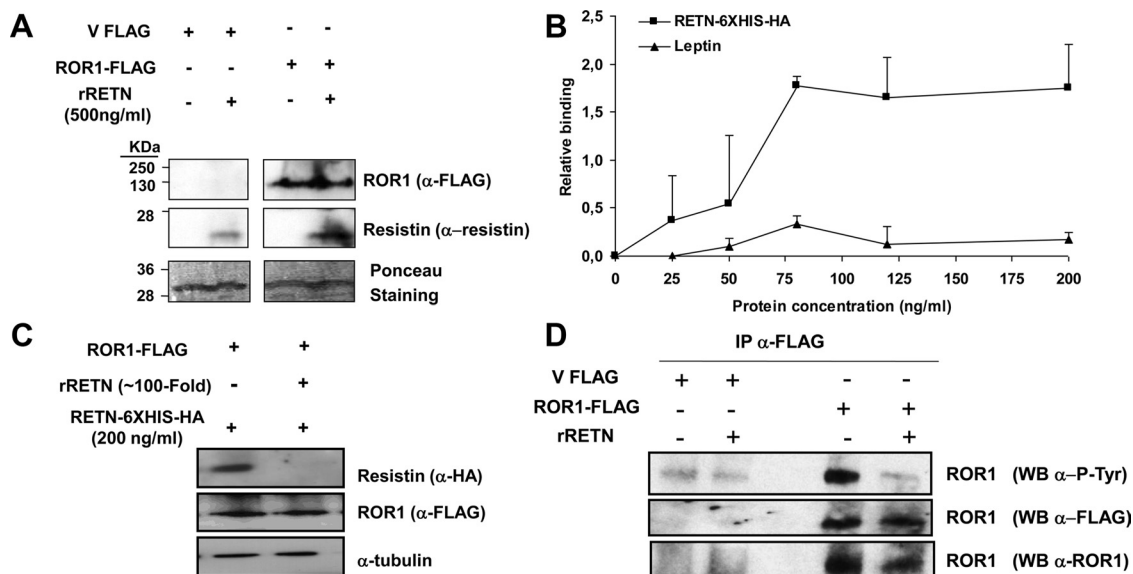 A
V FLAG + + - -
ROR1-FLAG - - + +
rRETN - + - +
(500ng/ml)
KDa
250
130
ROR1 (α-FLAG)
28
Resistin (α–resistin)
36
28
Ponceau
Staining
B
RETN-6XHIS-HA
Leptin
Relative binding
2,5
2,0
1,5
1,0
0,5
0,0
0 25 50 75 100 125 150 175 200
Protein concentration (ng/ml)
C
ROR1-FLAG + +
rRETN (~100-Fold) - +
RETN-6XHIS-HA + +
(200 ng/ml)
Resistin (α-HA)
ROR1 (α-FLAG)
α-tubulin
D
IP α-FLAG
V FLAG + + - -
ROR1-FLAG - - + +
rRETN - + - +
ROR1 (WB α–P-Tyr)
ROR1 (WB α–FLAG)
ROR1 (WB α-ROR1)